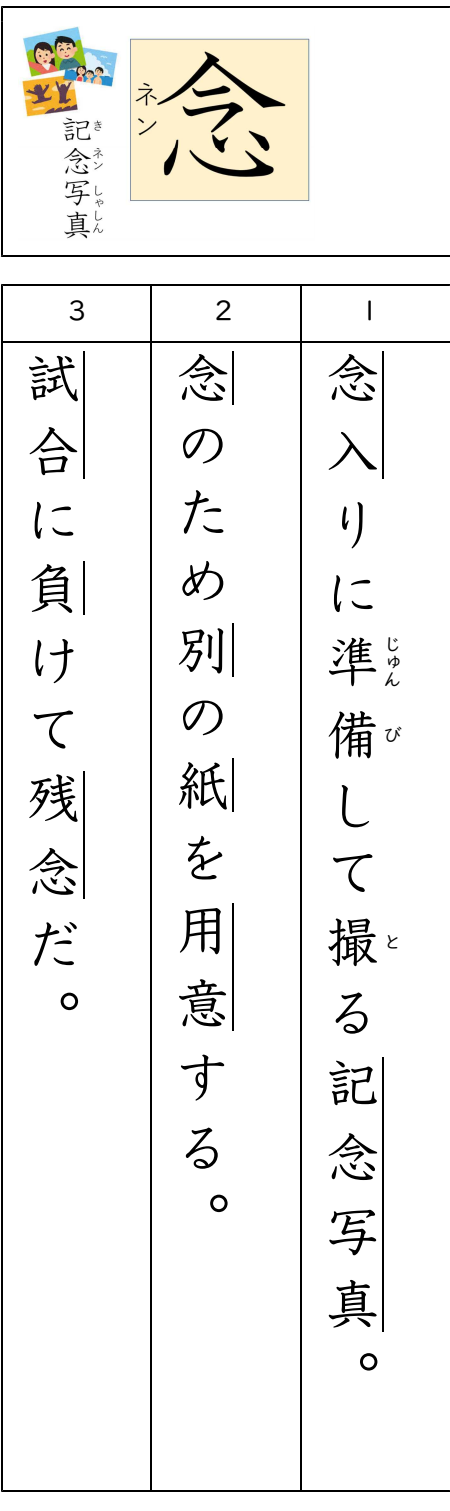 念
ネン
記念写真
きネンしゃしん
1
念入りに準備して撮る記念写真。
じゅんび
と
2
念のため別の紙を用意する。
3
試合に負けて残念だ。